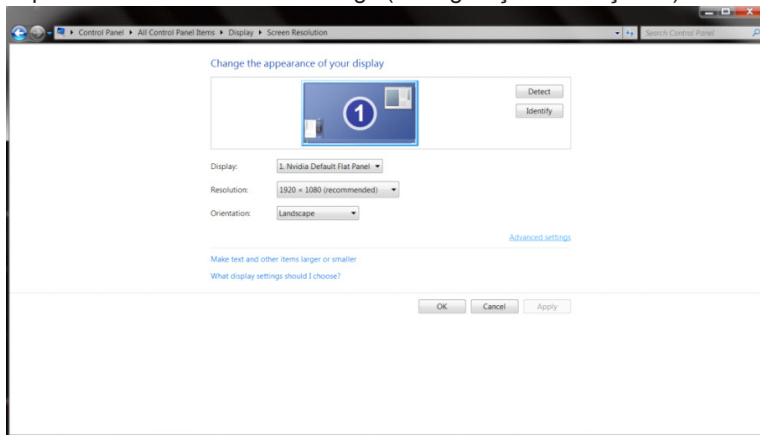 Control Panel ▸ All Control Panel Items ▸ Display ▸ Screen Resolution
Search Control Panel
Change the appearance of your display
1
Detect
Identify
Display: 1. Nvidia Default Flat Panel
Resolution: 1920 × 1080 (recommended)
Orientation: Landscape
Advanced settings
Make text and other items larger or smaller
What display settings should I choose?
OK Cancel Apply